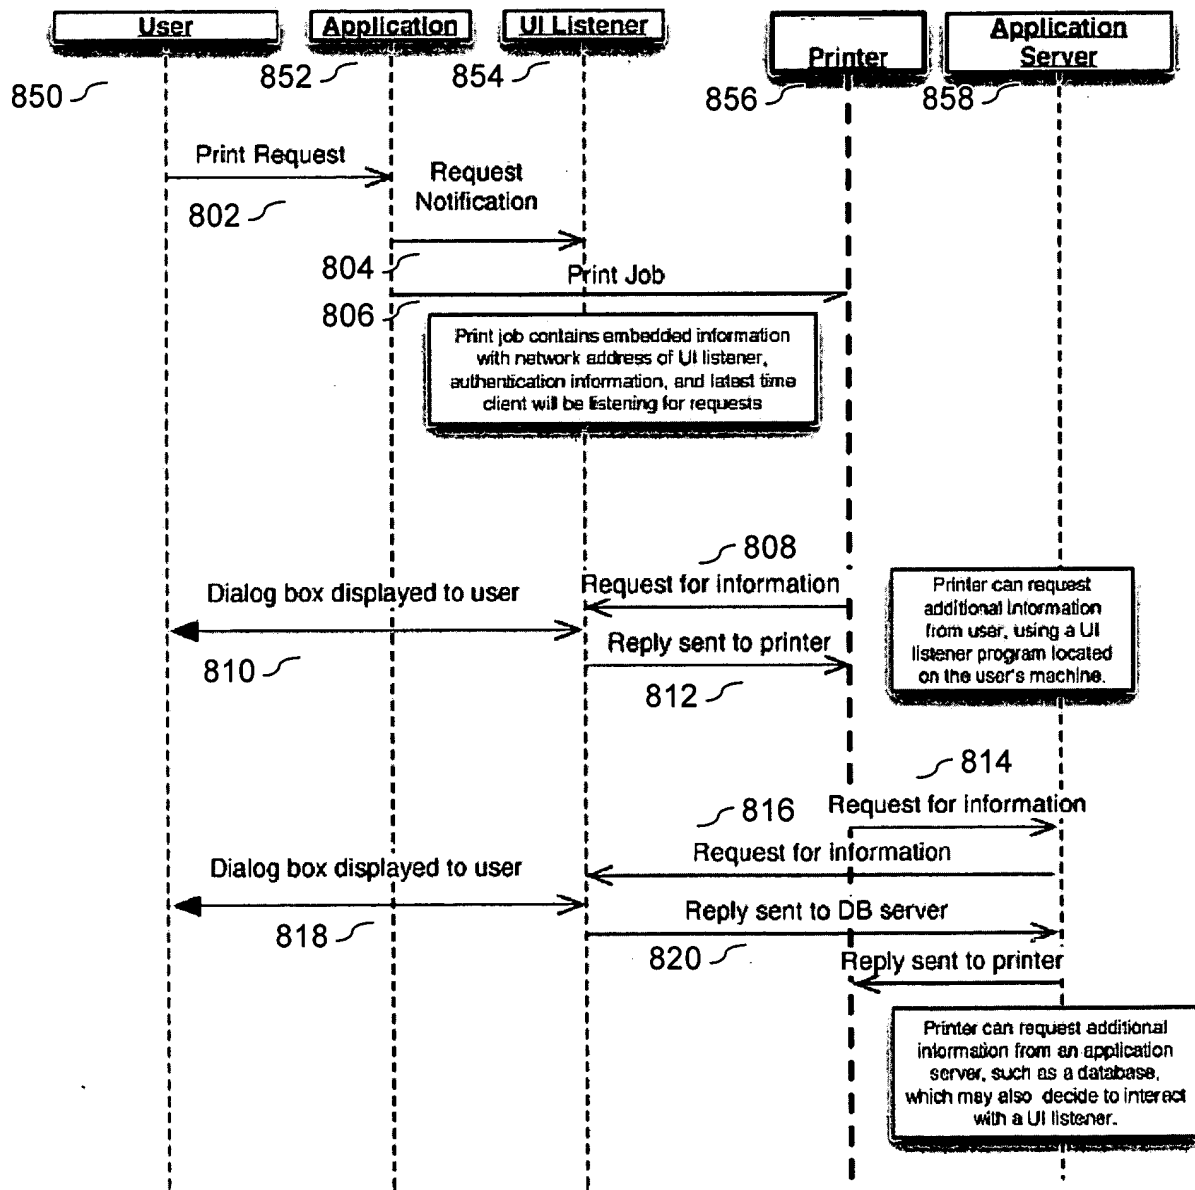 User
Application
UI Listener
Printer
Application
Server
850
852
854
856
858
Print Request
802
Request
Notification
804
Print Job
806
Print job contains embedded information
with network address of UI listener,
authentication information, and latest time
client will be listening for requests
808
Request for information
Dialog box displayed to user
810
Reply sent to printer
812
Printer can request
additional information
from user, using a UI
listener program located
on the user's machine.
814
Request for information
816
Request for information
Dialog box displayed to user
818
Reply sent to DB server
820
Reply sent to printer
Printer can request additional
information from an application
server, such as a database,
which may also decide to interact
with a UI listener.